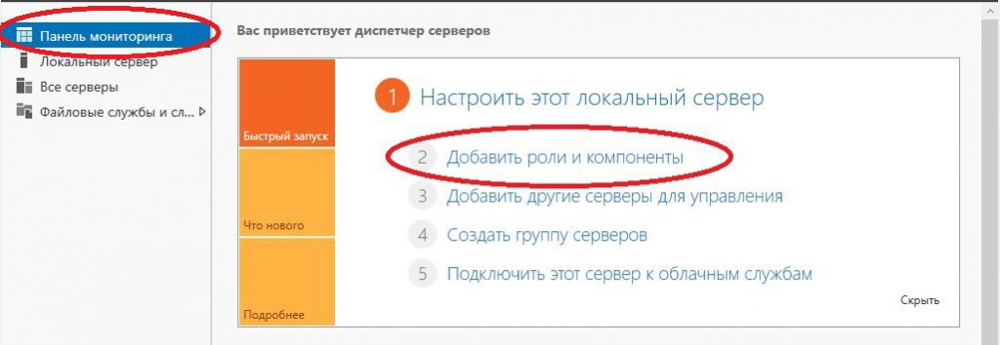 Панель мониторинга
Локальный сервер
Все серверы
Файловые службы и сл...
Вас приветствует диспетчер серверов
Быстрый запуск
Что нового
Подробнее
1 Настроить этот локальный сервер
2 Добавить роли и компоненты
3 Добавить другие серверы для управления
4 Создать группу серверов
5 Подключить этот сервер к облачным службам
Скрыть